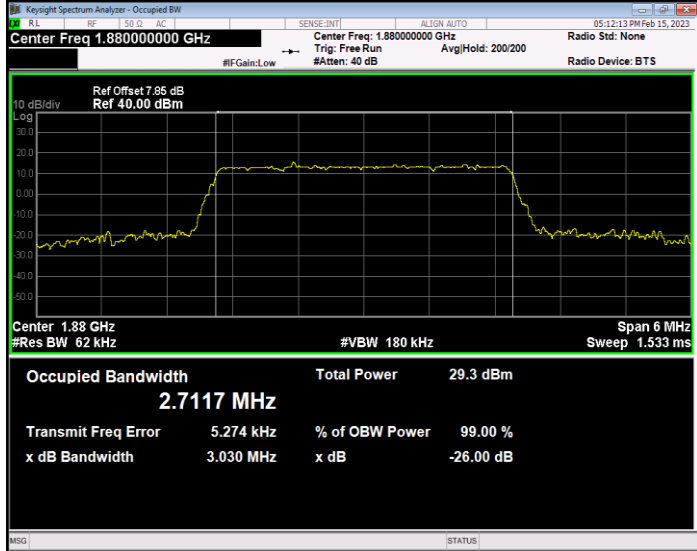 Keysight Spectrum Analyzer - Occupied BW
RL RF 50 Ω AC SENSE:INT ALIGN AUTO 05:12:13 PM Feb 15, 2023
Center Freq 1.880000000 GHz
Center Freq: 1.880000000 GHz Radio Std: None
Trig: Free Run Avg|Hold: 200/200
#IFGain:Low #Atten: 40 dB Radio Device: BTS
Ref Offset 7.85 dB
10 dB/div Ref 40.00 dBm
Log
30.0
20.0
10.0
0.00
-10.0
-20.0
-30.0
-40.0
-50.0
Center 1.88 GHz Span 6 MHz
#Res BW 62 kHz #VBW 180 kHz Sweep 1.533 ms
Occupied Bandwidth Total Power 29.3 dBm
2.7117 MHz
Transmit Freq Error 5.274 kHz % of OBW Power 99.00 %
x dB Bandwidth 3.030 MHz x dB -26.00 dB
MSG STATUS